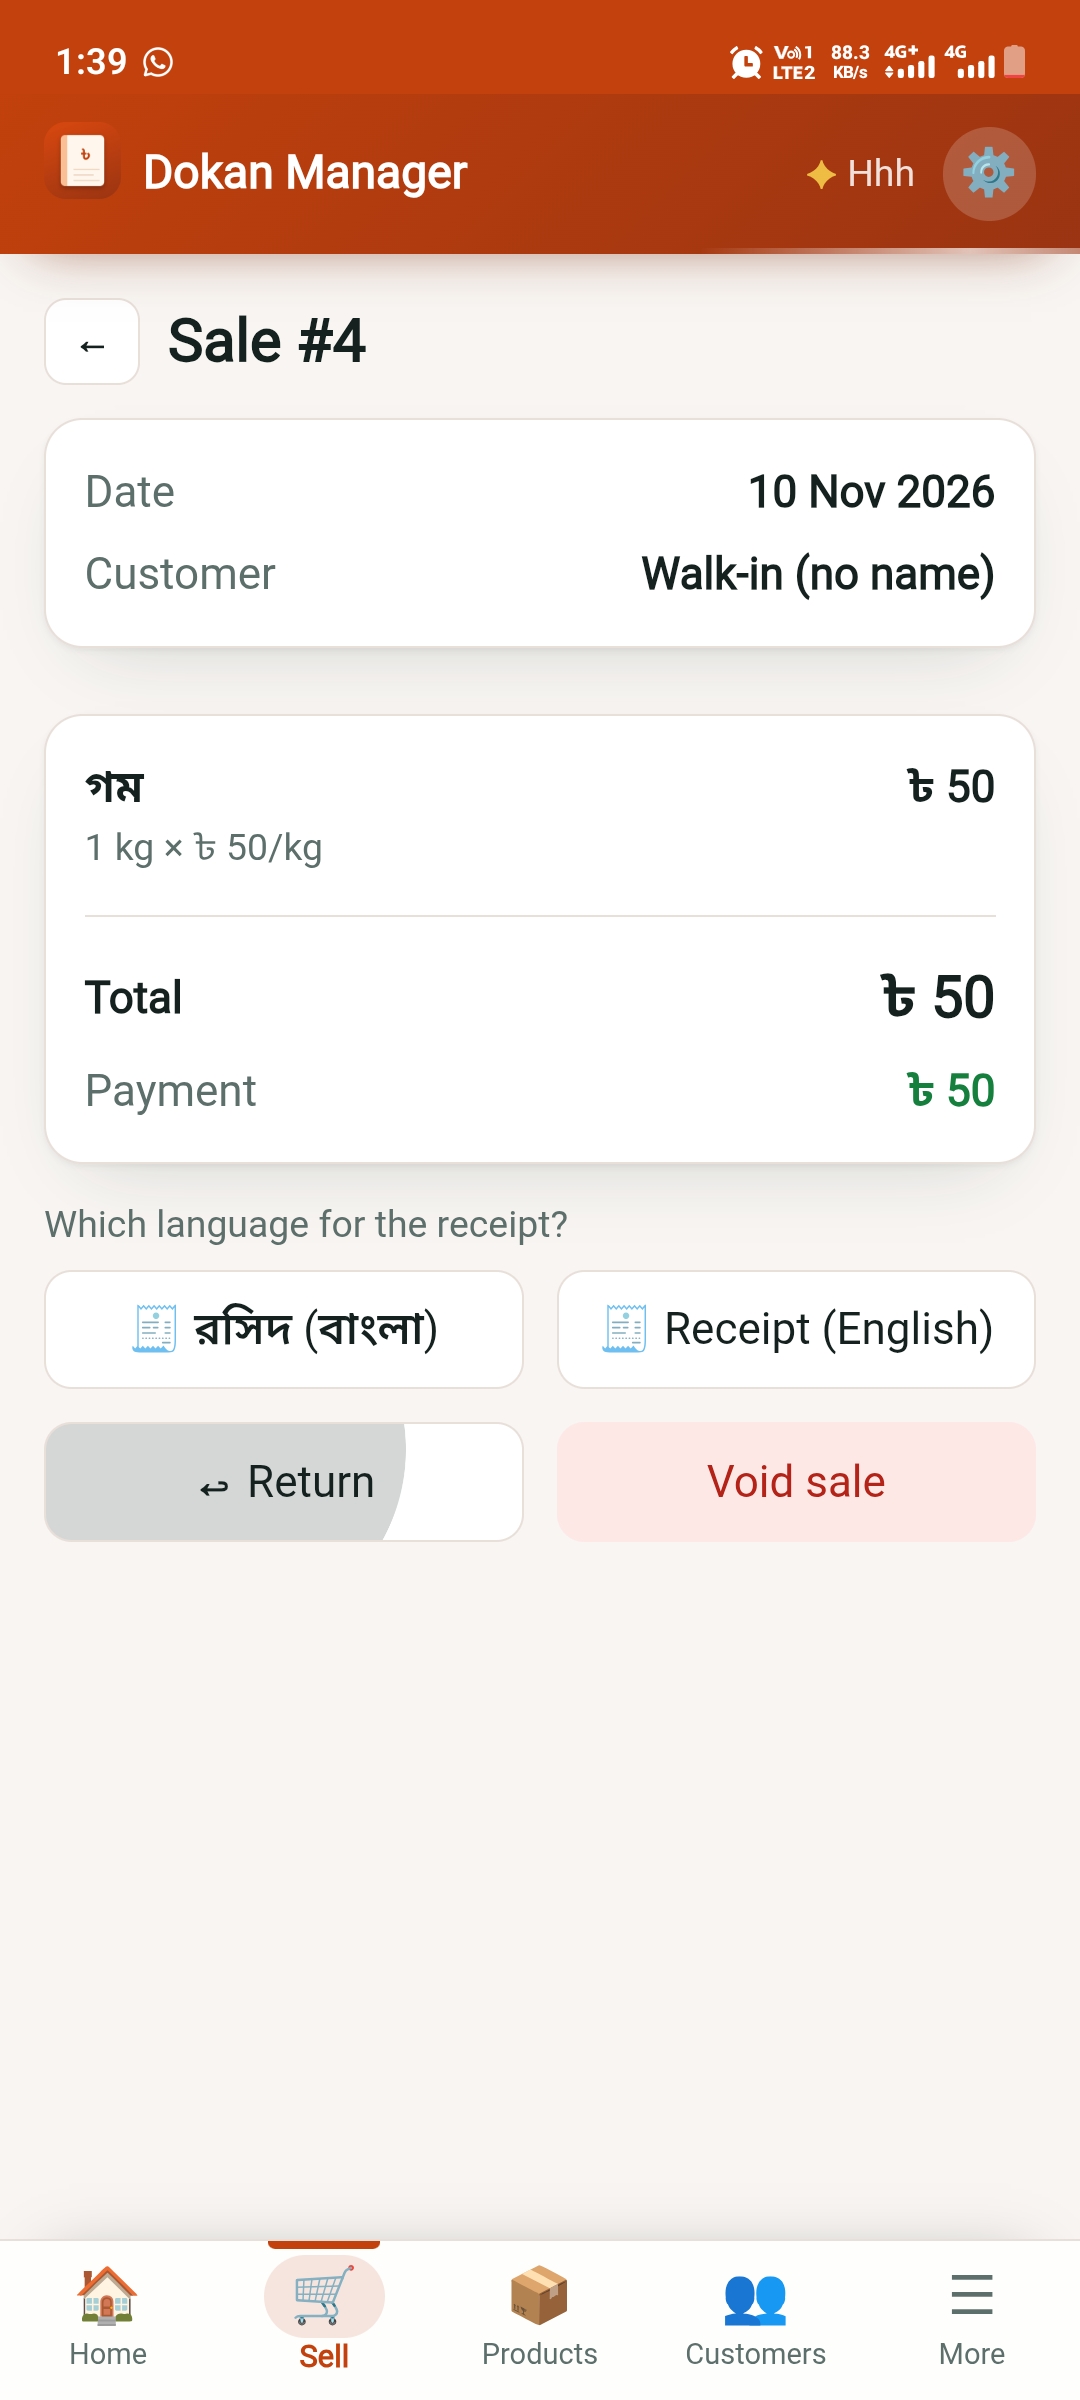 1:39
Vo) 1 LTE2 88.3 KB/s 4G+ 4G
৳
Dokan Manager
Hhh
← Sale #4
Date 10 Nov 2026
Customer Walk-in (no name)
গম ৳ 50
1 kg × ৳ 50/kg
Total ৳ 50
Payment ৳ 50
Which language for the receipt?
রসিদ (বাংলা) Receipt (English)
↩ Return Void sale
Home Sell Products Customers More